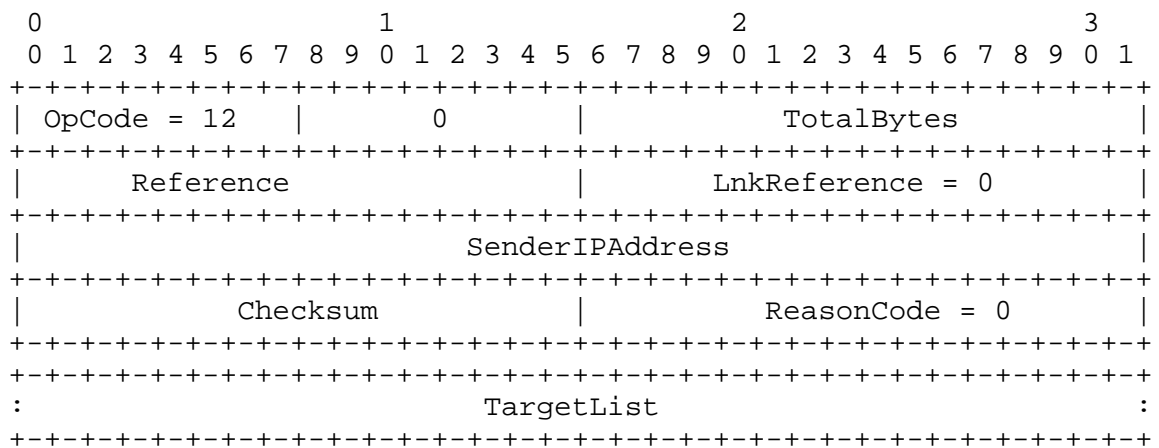 0                   1                   2                   3
 0 1 2 3 4 5 6 7 8 9 0 1 2 3 4 5 6 7 8 9 0 1 2 3 4 5 6 7 8 9 0 1
+-+-+-+-+-+-+-+-+-+-+-+-+-+-+-+-+-+-+-+-+-+-+-+-+-+-+-+-+-+-+-+-+
| OpCode = 12   |       0       |           TotalBytes          |
+-+-+-+-+-+-+-+-+-+-+-+-+-+-+-+-+-+-+-+-+-+-+-+-+-+-+-+-+-+-+-+-+
|      Reference                |       LnkReference = 0        |
+-+-+-+-+-+-+-+-+-+-+-+-+-+-+-+-+-+-+-+-+-+-+-+-+-+-+-+-+-+-+-+-+
|                         SenderIPAddress                       |
+-+-+-+-+-+-+-+-+-+-+-+-+-+-+-+-+-+-+-+-+-+-+-+-+-+-+-+-+-+-+-+-+
|            Checksum           |          ReasonCode = 0       |
+-+-+-+-+-+-+-+-+-+-+-+-+-+-+-+-+-+-+-+-+-+-+-+-+-+-+-+-+-+-+-+-+
+-+-+-+-+-+-+-+-+-+-+-+-+-+-+-+-+-+-+-+-+-+-+-+-+-+-+-+-+-+-+-+-+
:                          TargetList                           :
+-+-+-+-+-+-+-+-+-+-+-+-+-+-+-+-+-+-+-+-+-+-+-+-+-+-+-+-+-+-+-+-+